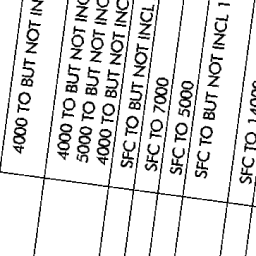 4000 TO BUT NOT IN
4000 TO BUT NOT INC
5000 TO BUT NOT INC
4000 TO BUT NOT INC
SFC TO BUT NOT INCL
SFC TO 7000
SFC TO 5000
SFC TO BUT NOT INCL 1
SFC TO 14000